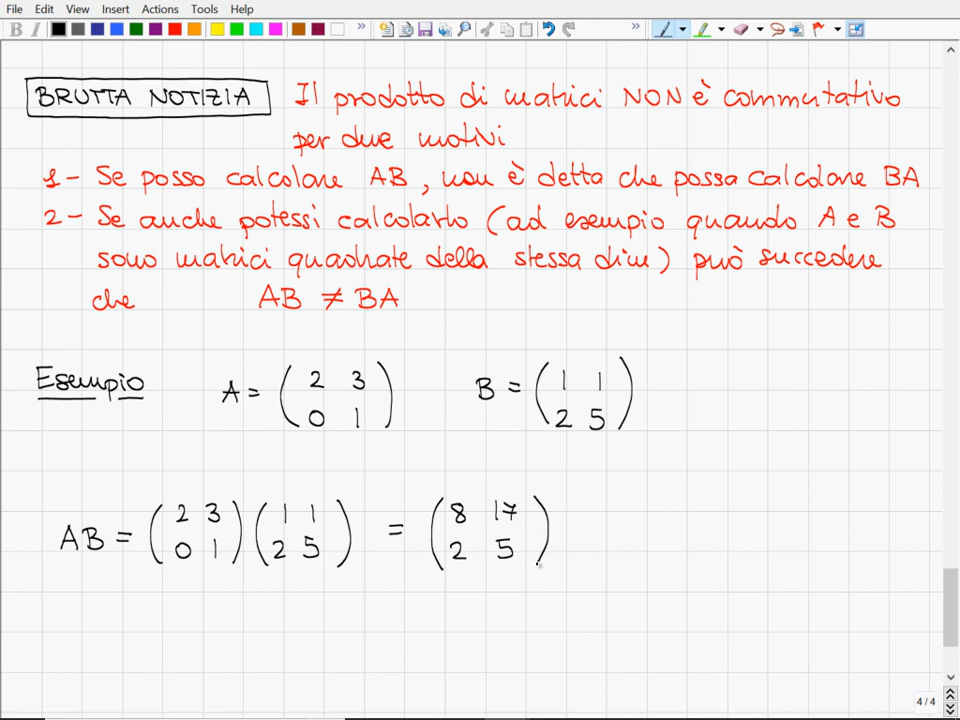 File Edit View Insert Actions Tools Help
B I
BRUTTA NOTIZIA Il prodotto di matrici NON è commutativo
per due motivi
1- Se posso calcolare AB, non è detta che possa calcolare BA
2- Se anche potessi calcolarlo (ad esempio quando A e B
sono matrici quadrate della stessa dim) può succedere
che AB ≠ BA
Esempio A = ( 2 3 B = ( 1 1
0 1 ) 2 5 )
AB = ( 2 3 ( 1 1 = ( 8 17
0 1 ) 2 5 ) 2 5 )
4 / 4